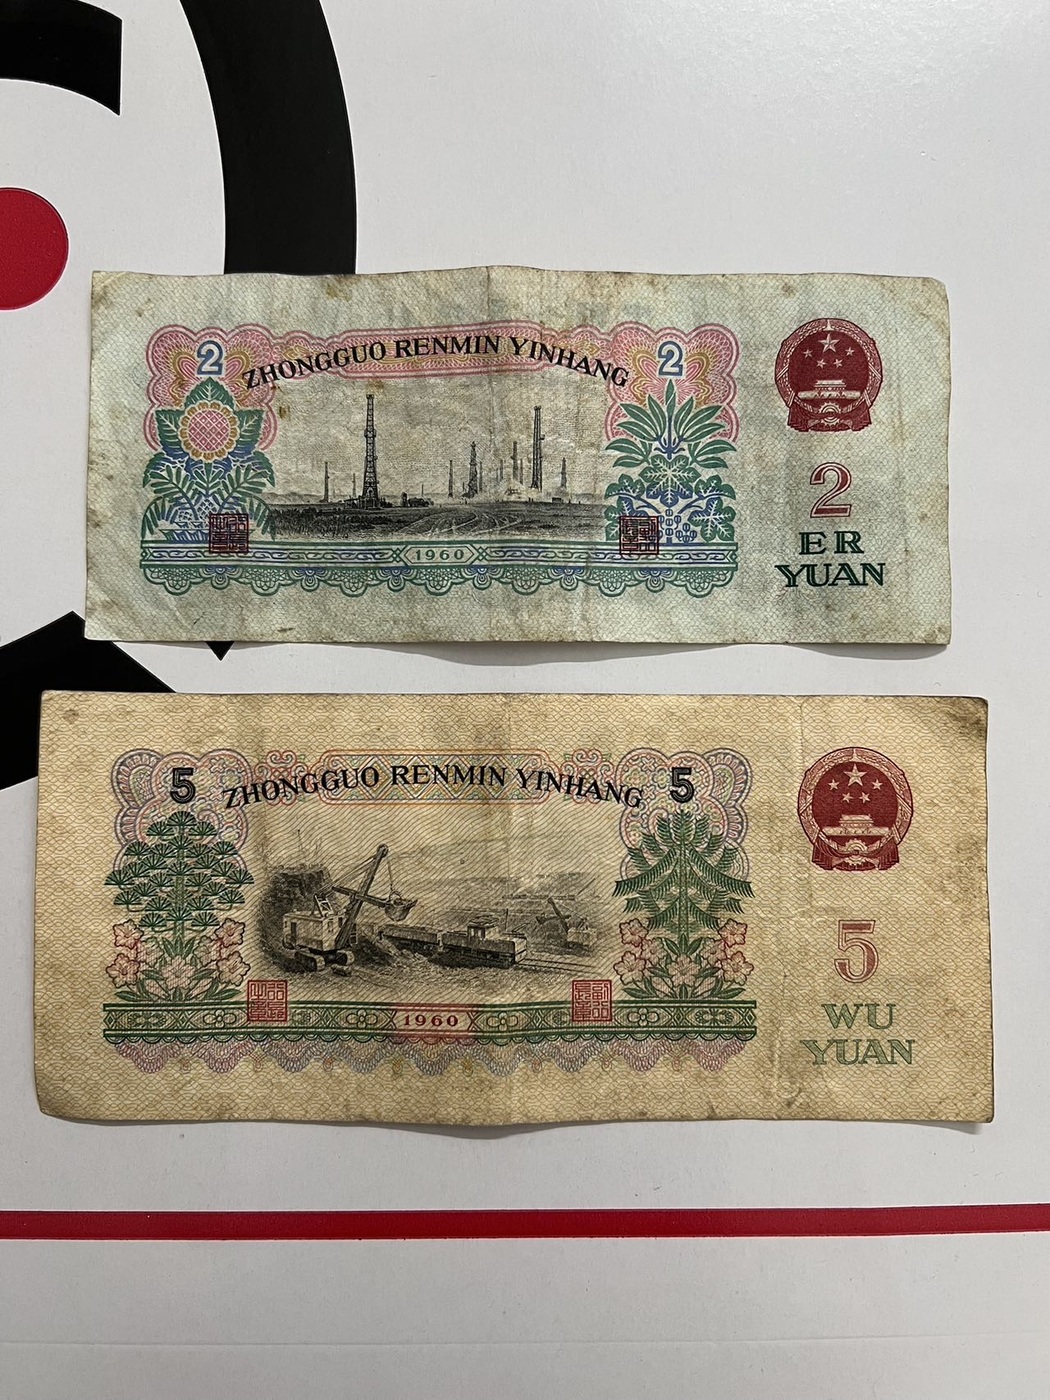 2 2
ZHONGGUO RENMIN YINHANG
1960
2
ER
YUAN
5 5
ZHONGGUO RENMIN YINHANG
1960
5
WU
YUAN